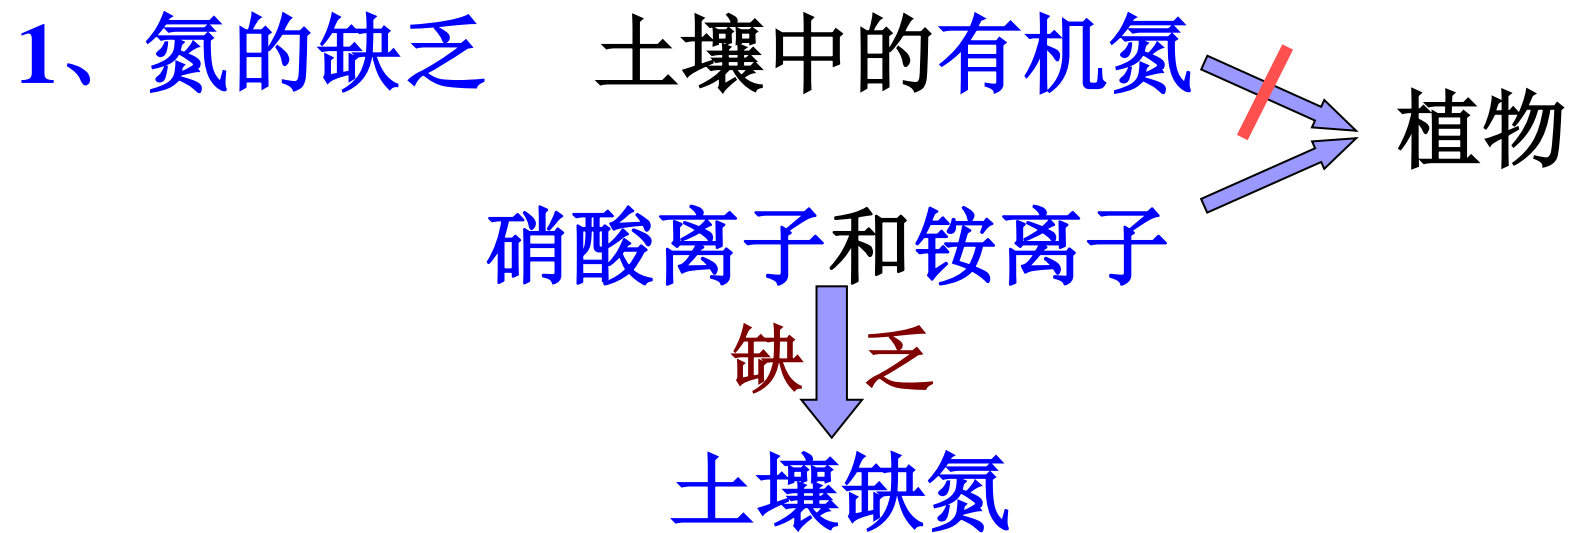 1、氮的缺乏 土壤中的有机氮
植物
硝酸离子和铵离子
缺 乏
土壤缺氮